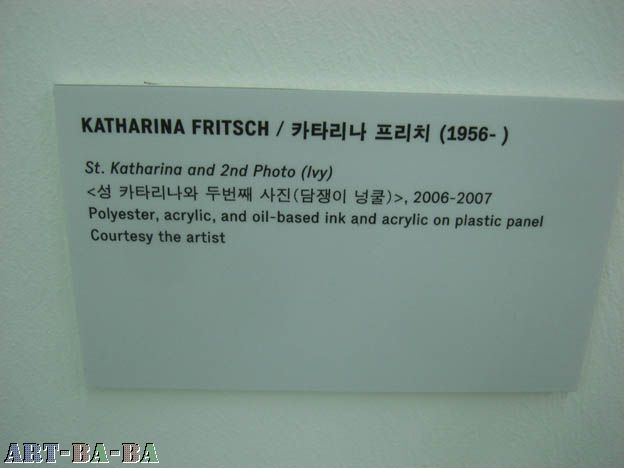 KATHARINA FRITSCH / 카타리나 프리치 (1956- )
St. Katharina and 2nd Photo (Ivy)
<성 카타리나와 두번째 사진(담쟁이 넝쿨)>, 2006-2007
Polyester, acrylic, and oil-based ink and acrylic on plastic panel
Courtesy the artist
ART-BA-BA